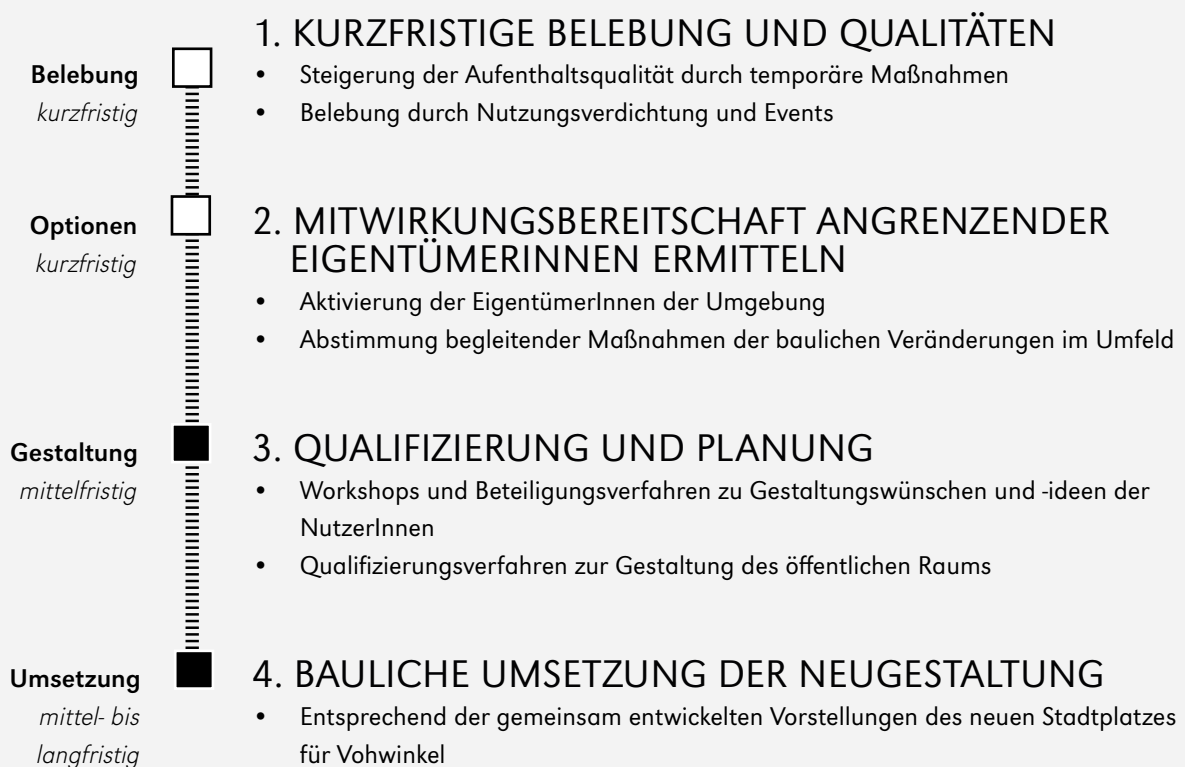 1. KURZFRISTIGE BELEBUNG UND QUALITÄTEN
Belebung
kurzfristig
• Steigerung der Aufenthaltsqualität durch temporäre Maßnahmen
• Belebung durch Nutzungsverdichtung und Events
Optionen
kurzfristig
2. MITWIRKUNGSBEREITSCHAFT ANGRENZENDER
EIGENTÜMERINNEN ERMITTELN
• Aktivierung der EigentümerInnen der Umgebung
• Abstimmung begleitender Maßnahmen der baulichen Veränderungen im Umfeld
Gestaltung
mittelfristig
3. QUALIFIZIERUNG UND PLANUNG
• Workshops und Beteiligungsverfahren zu Gestaltungswünschen und -ideen der
NutzerInnen
• Qualifizierungsverfahren zur Gestaltung des öffentlichen Raums
Umsetzung
mittel- bis
langfristig
4. BAULICHE UMSETZUNG DER NEUGESTALTUNG
• Entsprechend der gemeinsam entwickelten Vorstellungen des neuen Stadtplatzes
für Vohwinkel